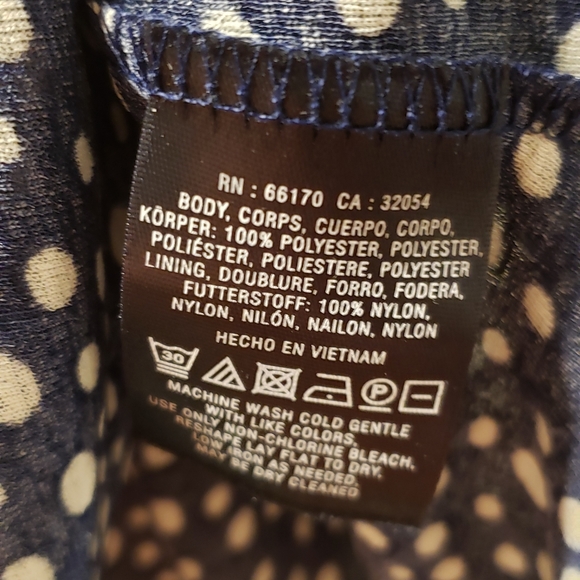 RN : 66170 CA : 32054
BODY, CORPS, CUERPO, CORPO,
KÖRPER: 100% POLYESTER, POLYESTER,
POLIÉSTER, POLIESTERE, POLYESTER
LINING, DOUBLURE, FORRO, FODERA,
FUTTERSTOFF: 100% NYLON,
NYLON, NILÓN, NAILON, NYLON
HECHO EN VIETNAM
30 P
MACHINE WASH COLD GENTLE
WITH LIKE COLORS,
USE ONLY NON-CHLORINE BLEACH,
RESHAPE LAY FLAT TO DRY,
LOW IRON AS NEEDED,
MAY BE DRY CLEANED